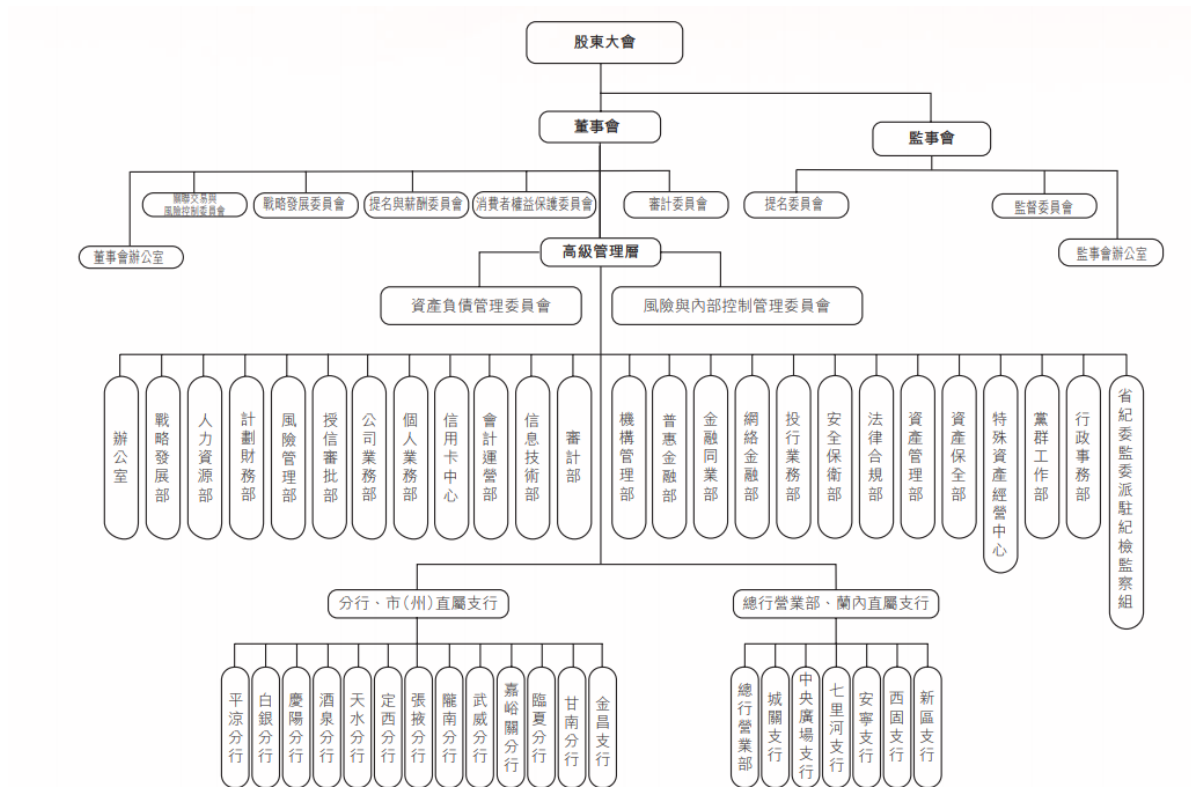 股東大會
董事會
監事會
關聯交易與
風險控制委員會
戰略發展委員會
提名與薪酬委員會
消費者權益保護委員會
審計委員會
提名委員會
監督委員會
董事會辦公室
高級管理層
監事會辦公室
資產負債管理委員會
風險與內部控制管理委員會
辦公室
戰略發展部
人力資源部
計劃財務部
風險管理部
授信審批部
公司業務部
個人業務部
信用卡中心
會計運營部
信息技術部
審計部
機構管理部
普惠金融部
金融同業部
網絡金融部
投行業務部
安全保衛部
法律合規部
資產管理部
資產保全部
特殊資產經營中心
黨群工作部
行政事務部
省紀委監委派駐紀檢監察組
分行、市(州)直屬支行
總行營業部、蘭內直屬支行
平涼分行
白銀分行
慶陽分行
酒泉分行
天水分行
定西分行
張掖分行
隴南分行
武威分行
嘉峪關分行
臨夏分行
甘南分行
金昌支行
總行營業部
城關支行
中央廣場支行
七里河支行
安寧支行
西固支行
新區支行